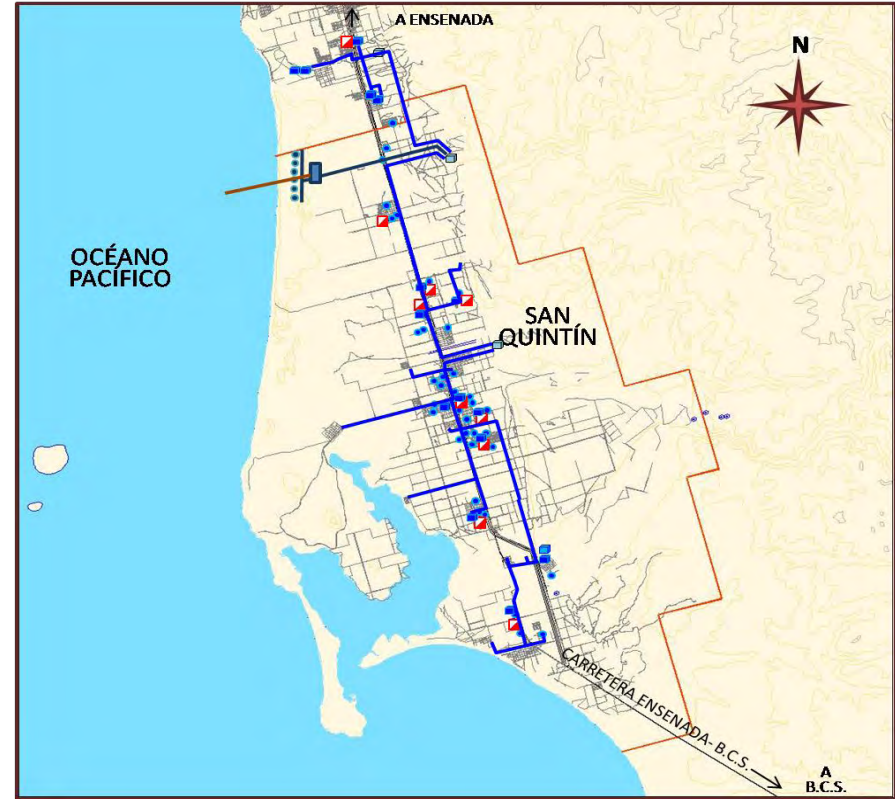 A ENSENADA
N
OCÉANO
PACÍFICO
SAN
QUINTÍN
CARRETERA ENSENADA- B.C.S.
A
B.C.S.